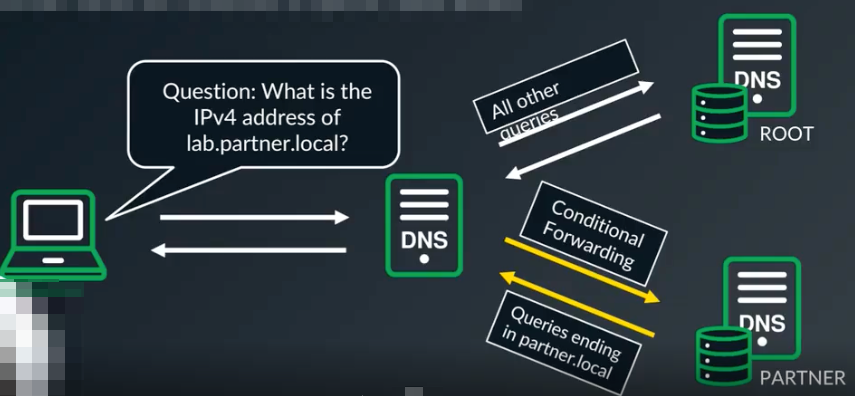 Question: What is the
IPv4 address of
lab.partner.local?
All other
queries
DNS
ROOT
DNS
Conditional
Forwarding
Queries ending
in partner.local
DNS
PARTNER